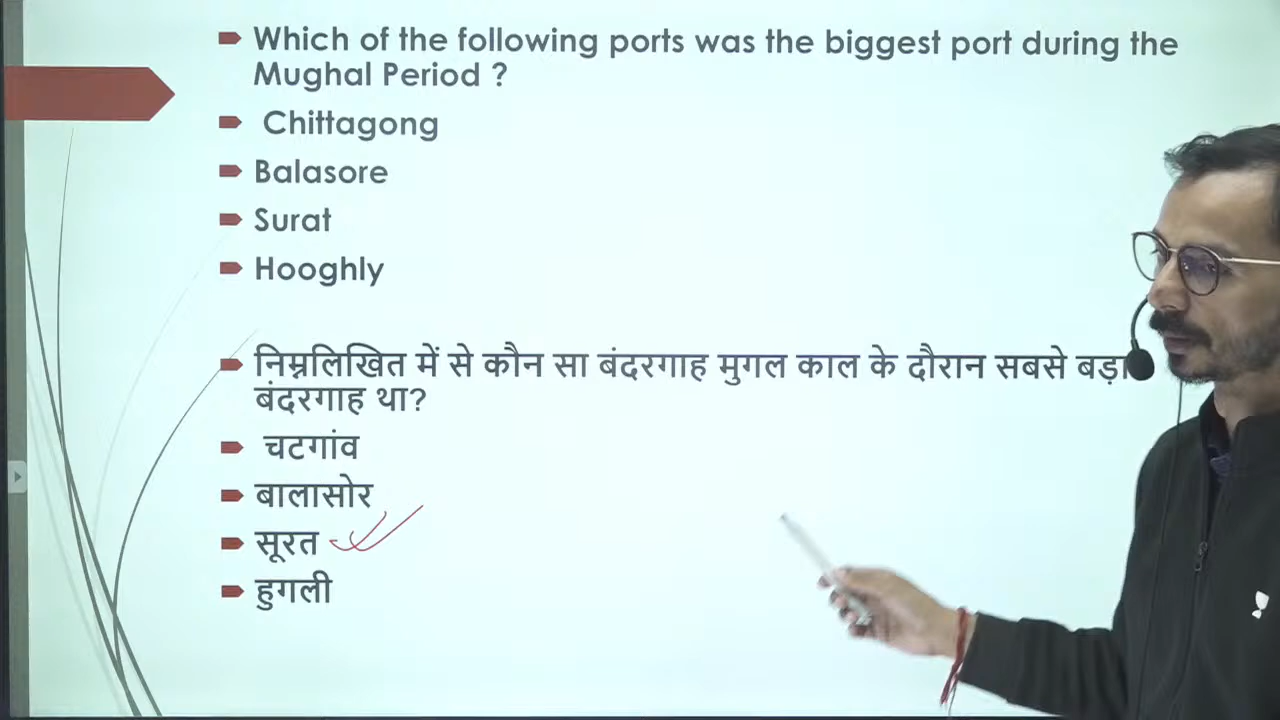 Which of the following ports was the biggest port during the
Mughal Period ?
Chittagong
Balasore
Surat
Hooghly
निम्नलिखित में से कौन सा बंदरगाह मुगल काल के दौरान सबसे बड़ा
बंदरगाह था?
चटगांव
बालासोर
सूरत
हुगली